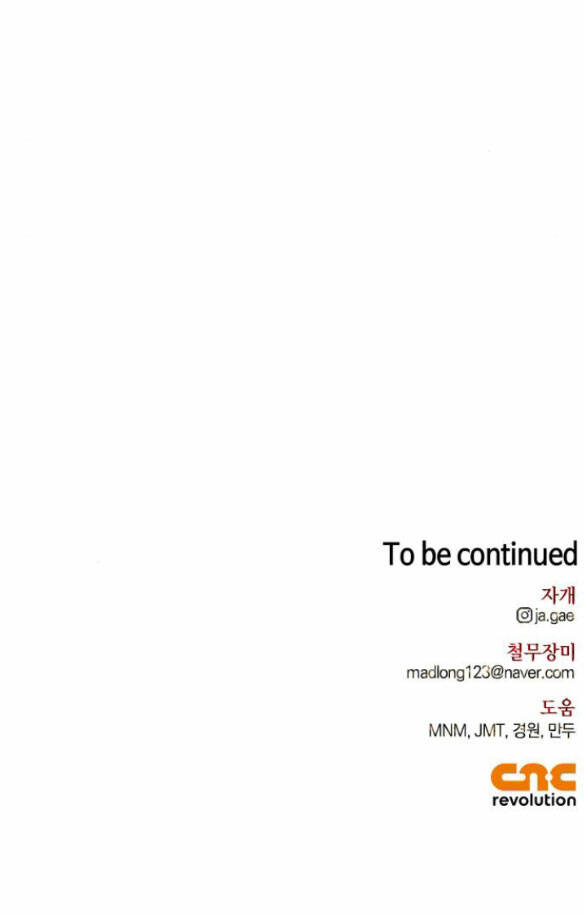 To be continued
자개
ja.gae
철무장미
madlong123@naver.com
도움
MNM, JMT, 경원, 만두
CRC
revolution